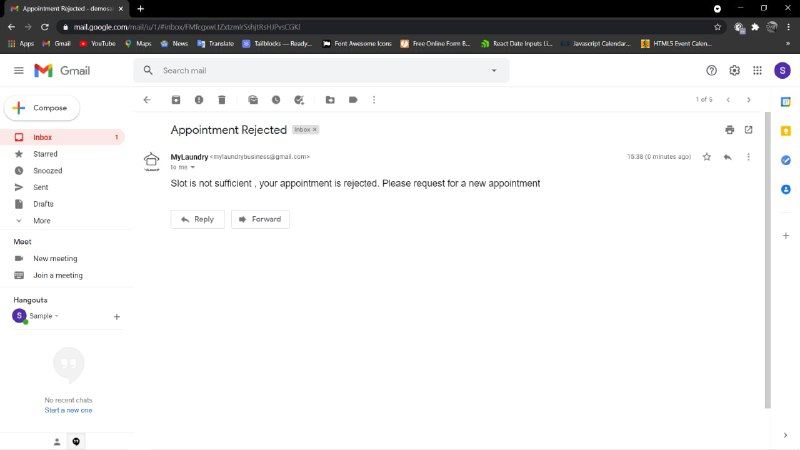 Appointment Rejected - demosal
mail.google.com/mail/u/1/#inbox/
Apps
Gmail
YouTube
Maps
News
Translate
Tailblocks — Ready...
Font Awesome Icons
Free Online Form B...
React Date Inputs Li...
Javascript Calendar...
HTML5 Event Calen...
Gmail
Search mail
S
Compose
1 of 5
Inbox 1
Starred
Snoozed
Sent
Drafts
More
Meet
New meeting
Join a meeting
Hangouts
S Sample
No recent chats
Start a new one
Appointment Rejected Inbox ×
MyLaundry <mylaundrybusiness@gmail.com>
15:38 (0 minutes ago)
to me
Slot is not sufficient , your appointment is rejected. Please request for a new appointment
Reply
Forward